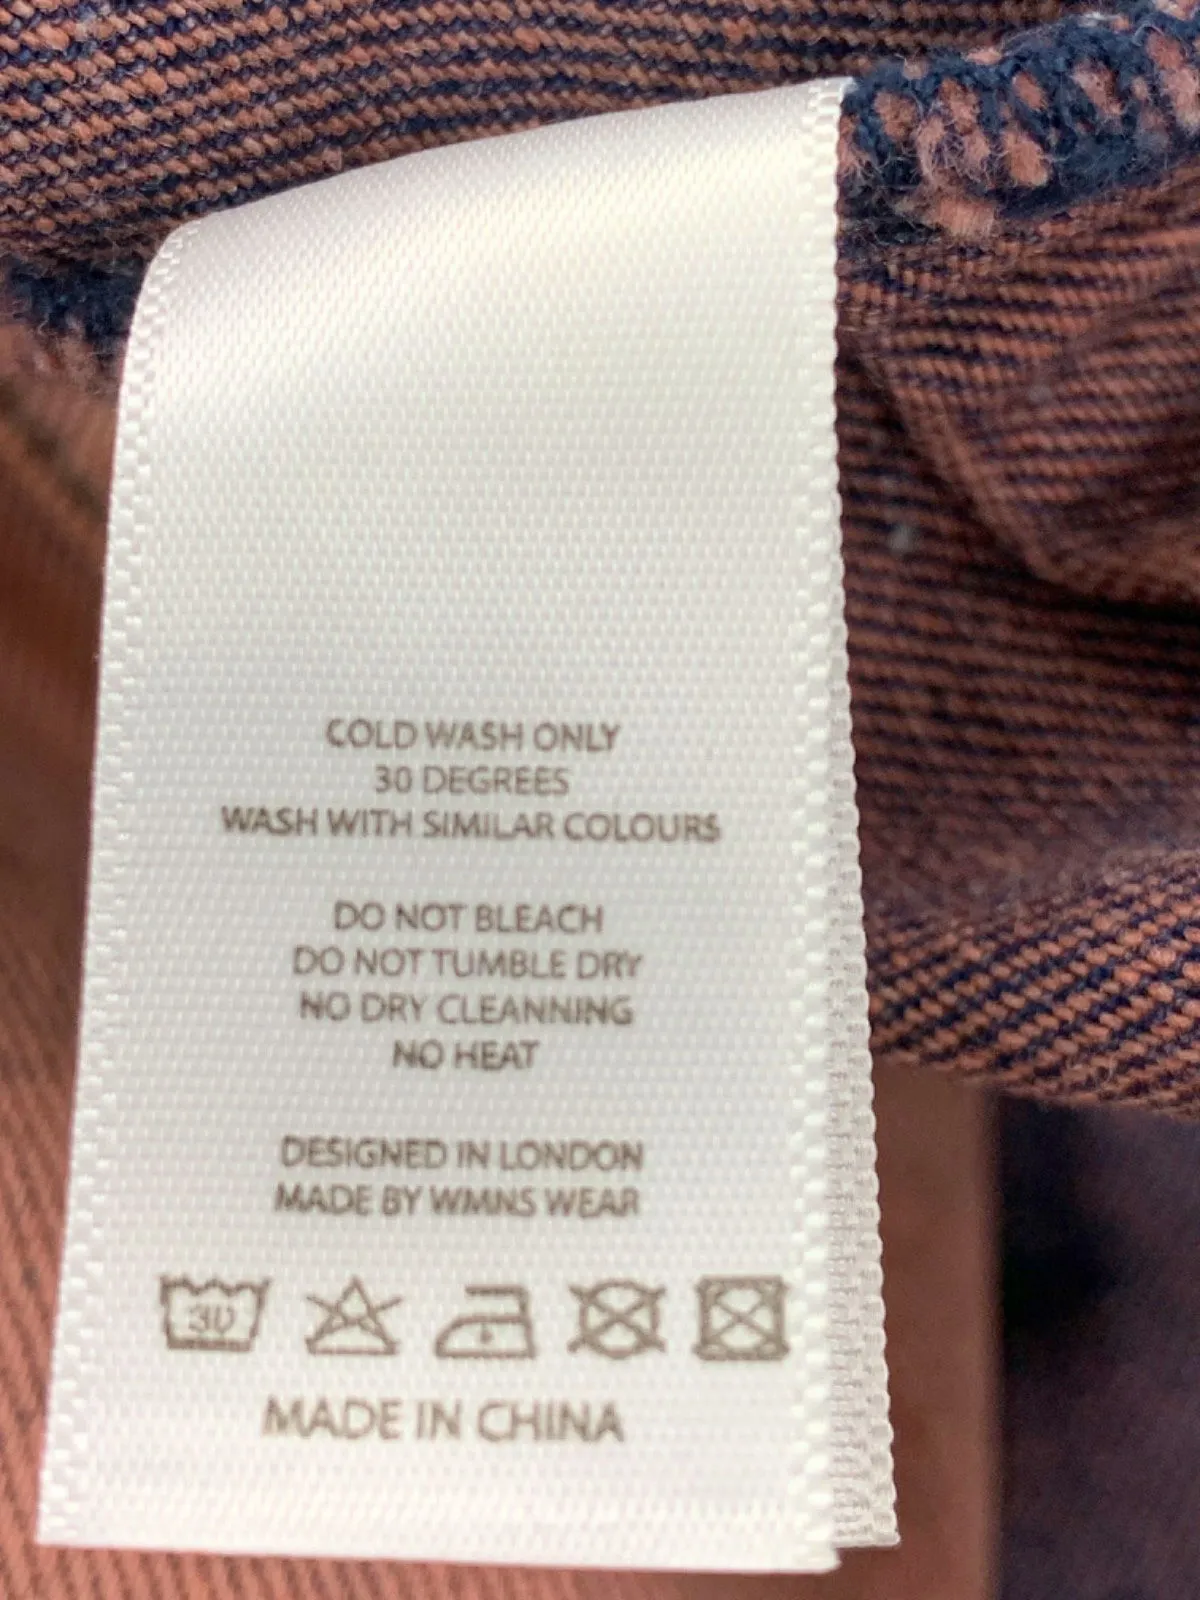 COLD WASH ONLY
30 DEGREES
WASH WITH SIMILAR COLOURS
DO NOT BLEACH
DO NOT TUMBLE DRY
NO DRY CLEANNING
NO HEAT
DESIGNED IN LONDON
MADE BY WMNS WEAR
30
MADE IN CHINA